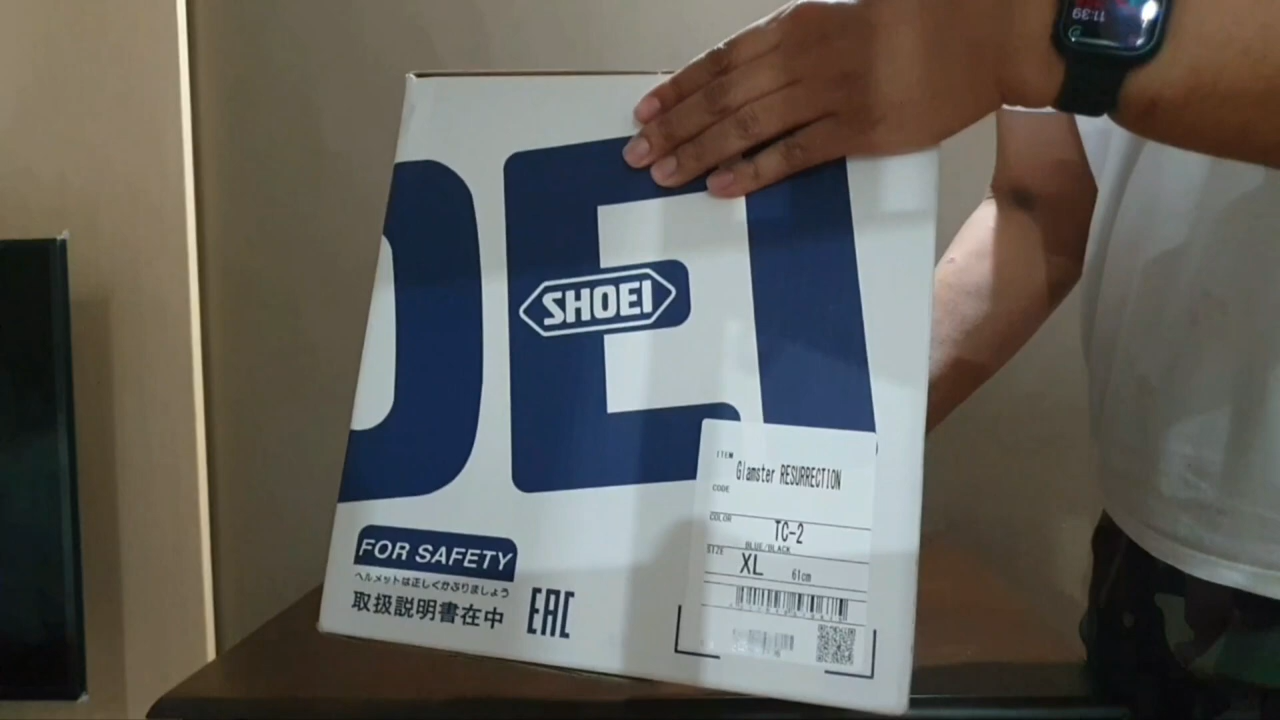 11:39
OEI
SHOEI
ITEM
Glamster RESURRECTION
CODE
COLOR
TC-2
BLUE/BLACK
SIZE
XL 61cm
FOR SAFETY
ヘルメットは正しくかぶりましょう
取扱説明書在中
EAC